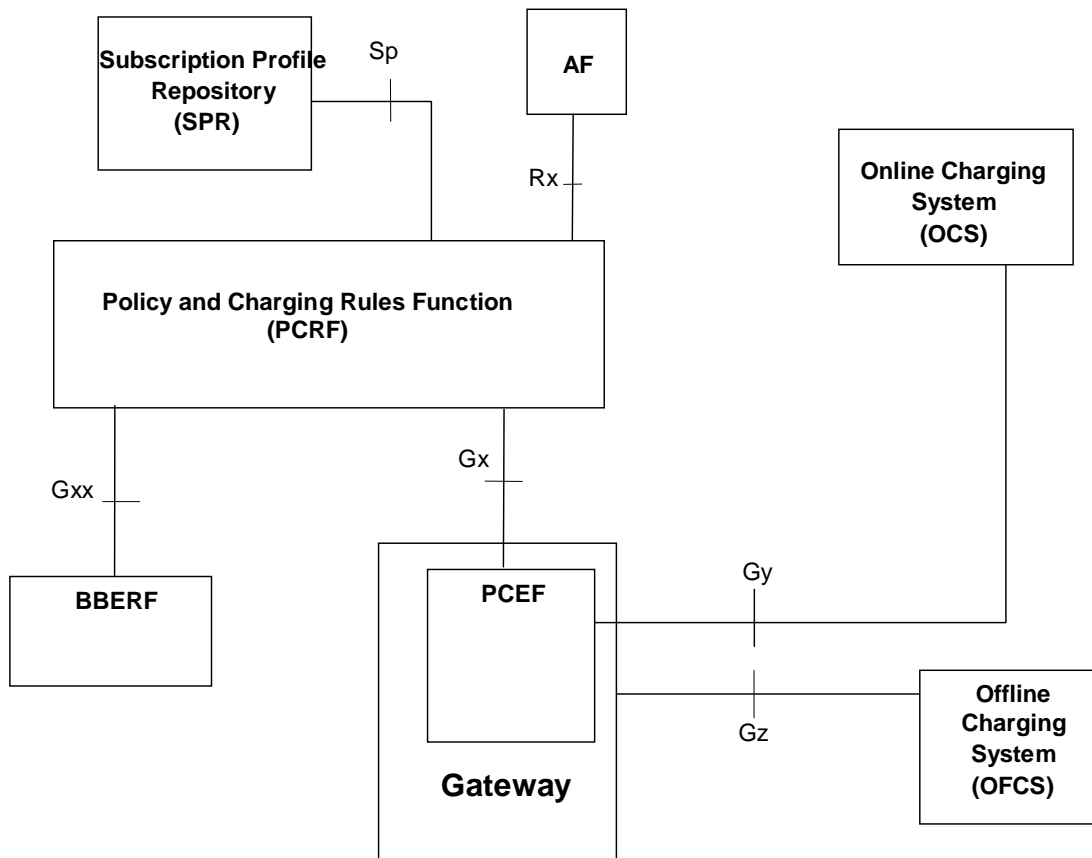 Subscription Profile
Repository
(SPR)
Sp
AF
Rx
Online Charging
System
(OCS)
Policy and Charging Rules Function
(PCRF)
Gxx
Gx
BBERF
PCEF
Gy
Gz
Offline
Charging
System
(OFCS)
Gateway